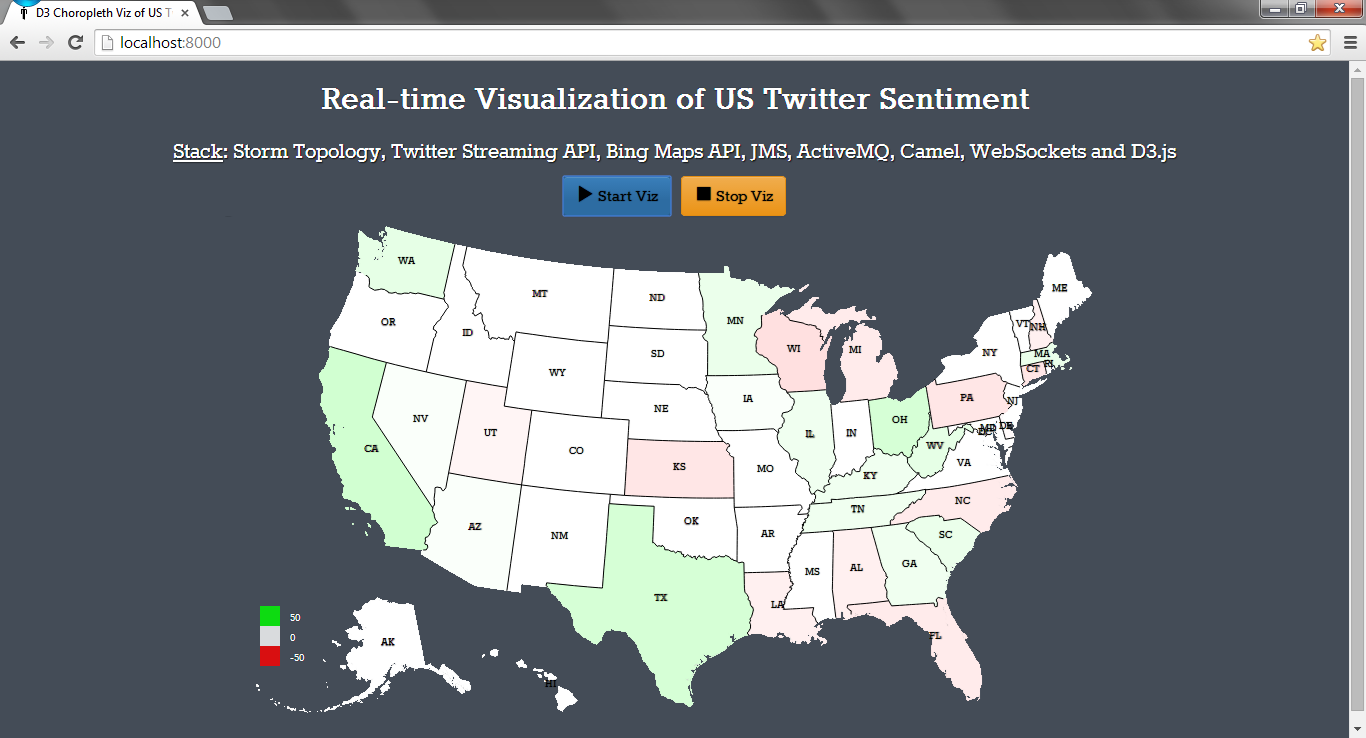 D3 Choropleth Viz of US T
localhost:8000
Real-time Visualization of US Twitter Sentiment
Stack: Storm Topology, Twitter Streaming API, Bing Maps API, JMS, ActiveMQ, Camel, WebSockets and D3.js
Start Viz
Stop Viz
WA
MT
ND
MN
ME
OR
ID
SD
WI
MI
VT
NH
NY
MA
WY
CT
RI
NE
IA
PA
NJ
NV
UT
CO
IL
IN
OH
MD
DC
DE
CA
KS
MO
KY
WV
VA
AZ
NM
OK
TN
NC
AR
SC
MS
AL
GA
TX
LA
FL
50
0
-50
AK
HI